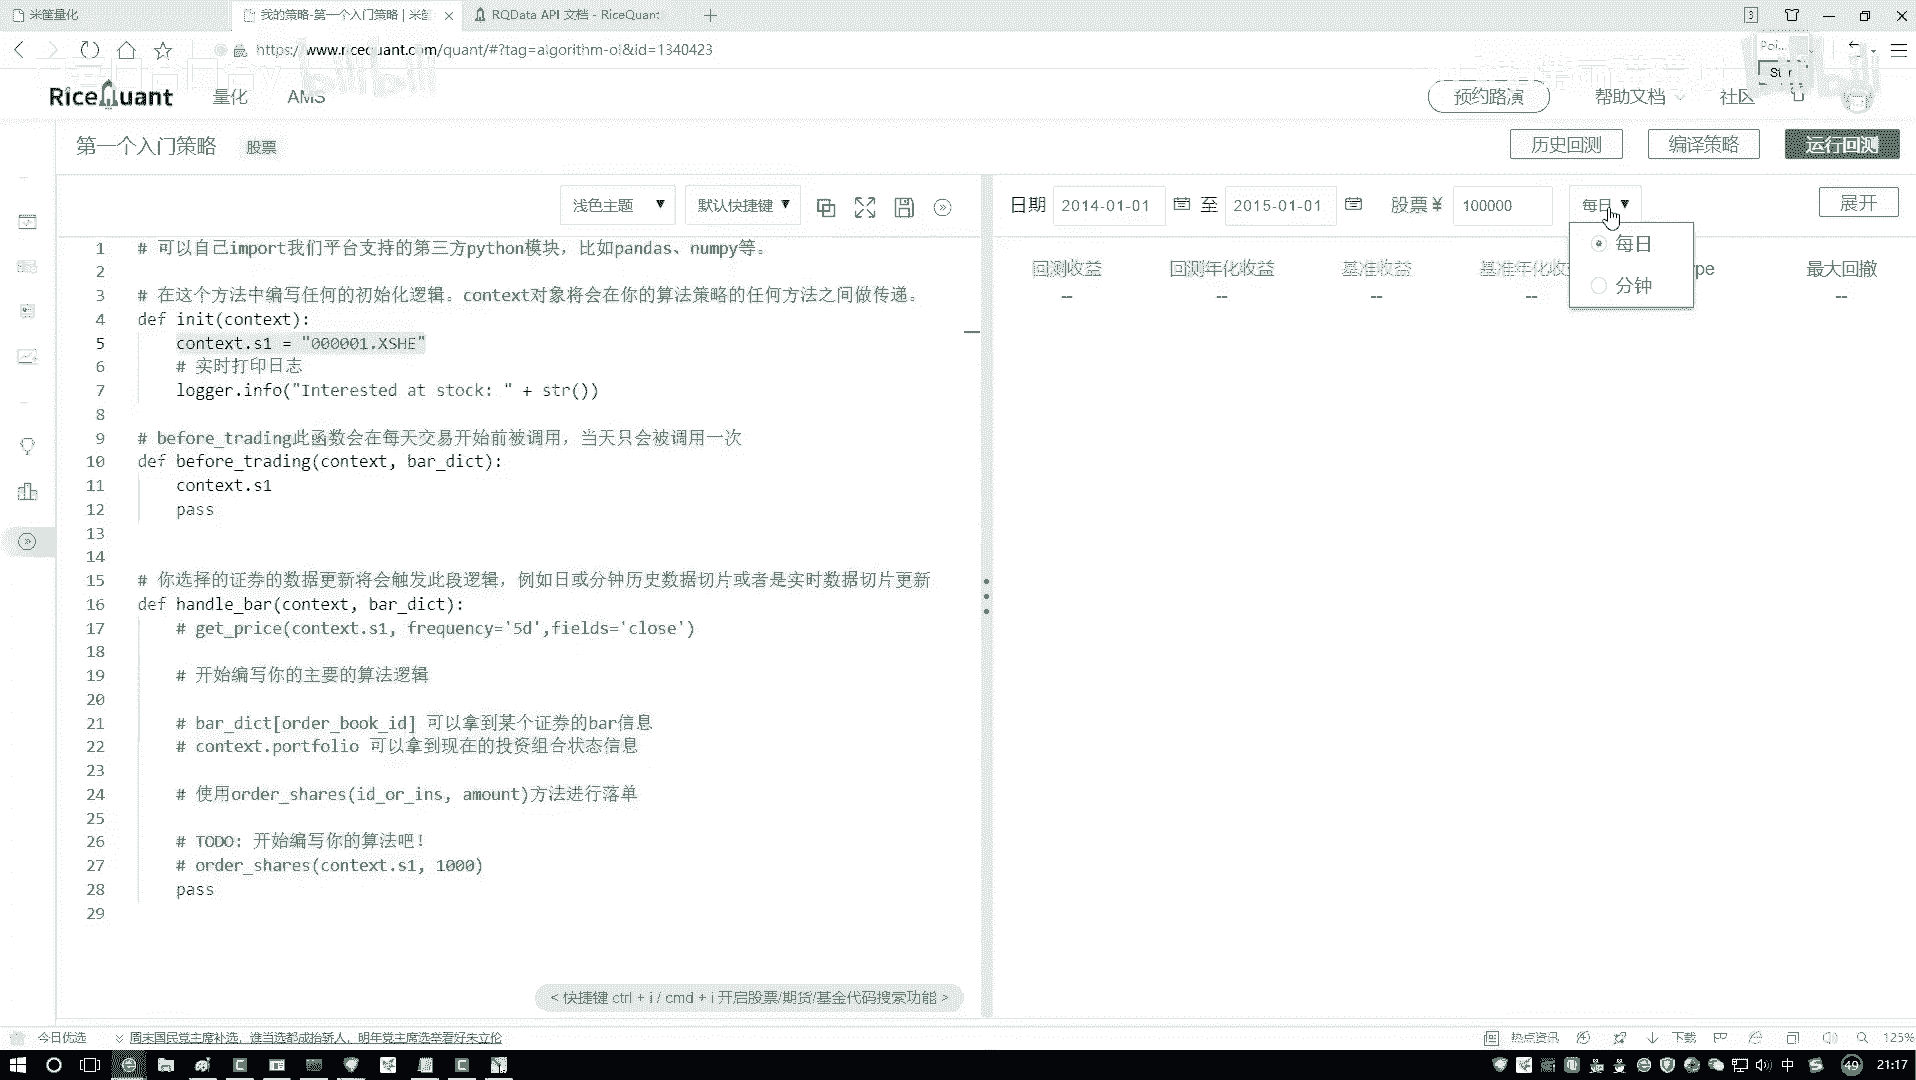 米筐量化
我的策略-第一个入门策略 | 米筐
RQData API 文档 - RiceQuant
3
https://www.ricequant.com/quant/#?tag=algorithm-ol&id=1340423
Poi...
RiceQuant 量化 AMS 预约路演 帮助文档 社区
第一个入门策略 股票 历史回测 编译策略 运行回测
浅色主题 默认快捷键
日期 2014-01-01 至 2015-01-01 股票¥ 100000 每日 展开
每日
分钟
回测收益 回测年化收益 基准收益 基准年化收 pe 最大回撤
-- -- -- -- --
1 # 可以自己import我们平台支持的第三方python模块，比如pandas、numpy等。
2
3 # 在这个方法中编写任何的初始化逻辑。context对象将会在你的算法策略的任何方法之间做传递。
4 def init(context):
5 context.s1 = "000001.XSHE"
6 # 实时打印日志
7 logger.info("Interested at stock: " + str())
8
9 # before_trading此函数会在每天交易开始前被调用，当天只会被调用一次
10 def before_trading(context, bar_dict):
11 context.s1
12 pass
13
14
15 # 你选择的证券的数据更新将会触发此段逻辑，例如日或分钟历史数据切片或者是实时数据切片更新
16 def handle_bar(context, bar_dict):
17 # get_price(context.s1, frequency='5d',fields='close')
18
19 # 开始编写你的主要的算法逻辑
20
21 # bar_dict[order_book_id] 可以拿到某个证券的bar信息
22 # context.portfolio 可以拿到现在的投资组合状态信息
23
24 # 使用order_shares(id_or_ins, amount)方法进行落单
25
26 # TODO: 开始编写你的算法吧！
27 # order_shares(context.s1, 1000)
28 pass
29
< 快捷键 ctrl + i / cmd + i 开启股票/期货/基金代码搜索功能 >
今日优选 周末国民党主席补选，谁当选都成抬轿人，明年党主席选举看好朱立伦 热点资讯 下载 125%
中 49 21:17